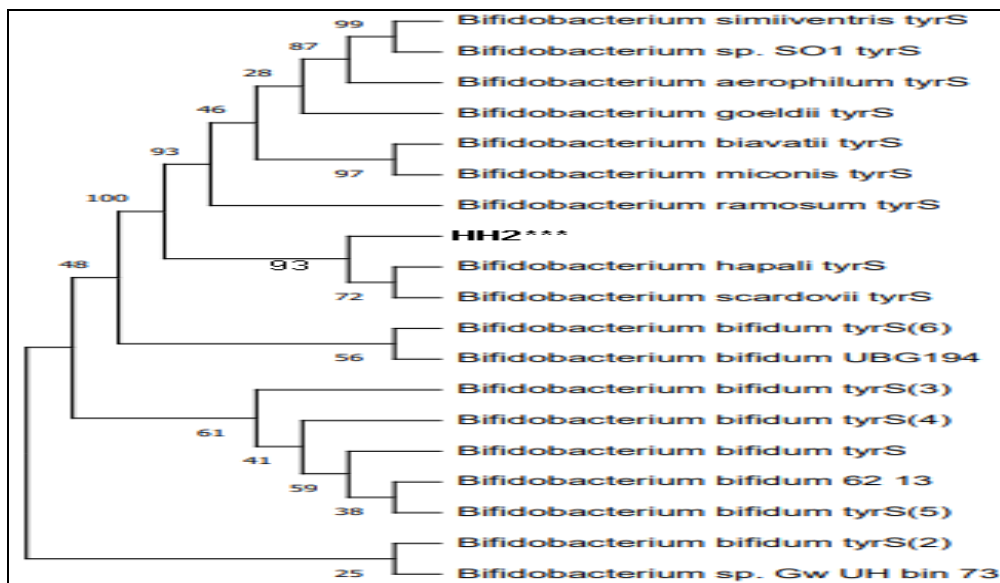 99
Bifidobacterium simiiventris tyrS
87
Bifidobacterium sp. SO1 tyrS
28
Bifidobacterium aerophilum tyrS
46
Bifidobacterium goeldii tyrS
93
Bifidobacterium biavatii tyrS
97
Bifidobacterium miconis tyrS
100
Bifidobacterium ramosum tyrS
HH2***
48
93
Bifidobacterium hapali tyrS
72
Bifidobacterium scardovii tyrS
Bifidobacterium bifidum tyrS(6)
56
Bifidobacterium bifidum UBG194
Bifidobacterium bifidum tyrS(3)
61
Bifidobacterium bifidum tyrS(4)
41
Bifidobacterium bifidum tyrS
59
Bifidobacterium bifidum 62 13
38
Bifidobacterium bifidum tyrS(5)
Bifidobacterium bifidum tyrS(2)
25
Bifidobacterium sp. Gw UH bin 73